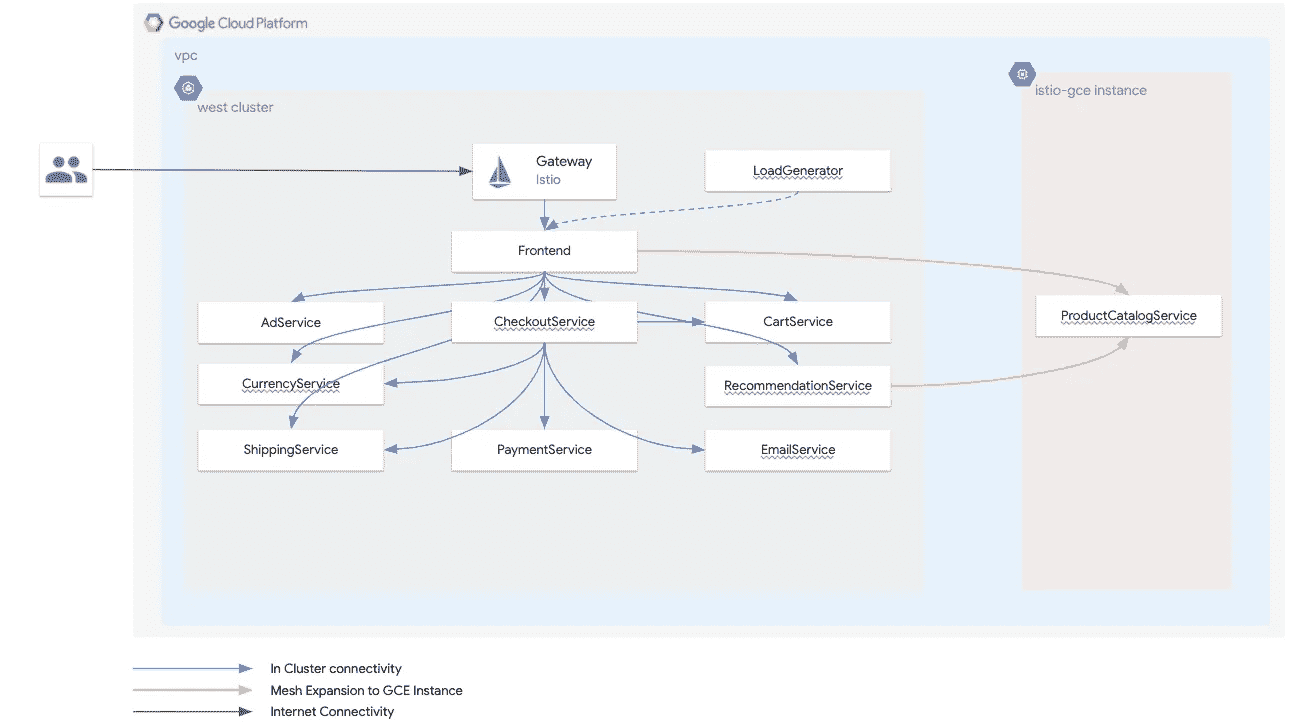 Google Cloud Platform
vpc
west cluster
istio-gce instance
Gateway
Istio
LoadGenerator
Frontend
AdService
CheckoutService
CartService
ProductCatalogService
CurrencyService
RecommendationService
ShippingService
PaymentService
EmailService
In Cluster connectivity
Mesh Expansion to GCE Instance
Internet Connectivity